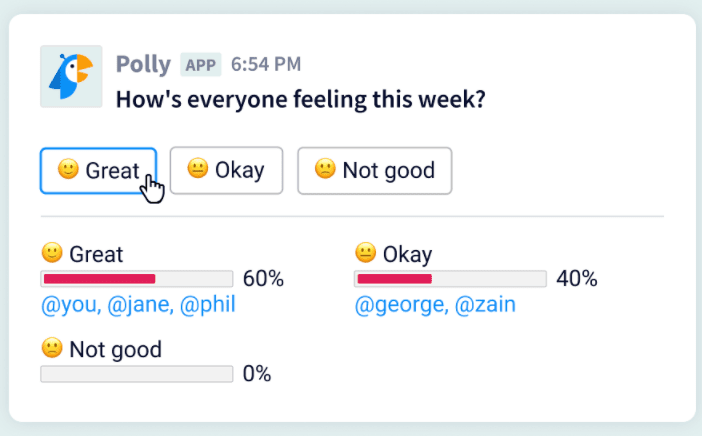 Polly APP 6:54 PM
How's everyone feeling this week?
🙂 Great 😐 Okay 🙁 Not good
🙂 Great 😐 Okay
60% 40%
@you, @jane, @phil @george, @zain
🙁 Not good
0%